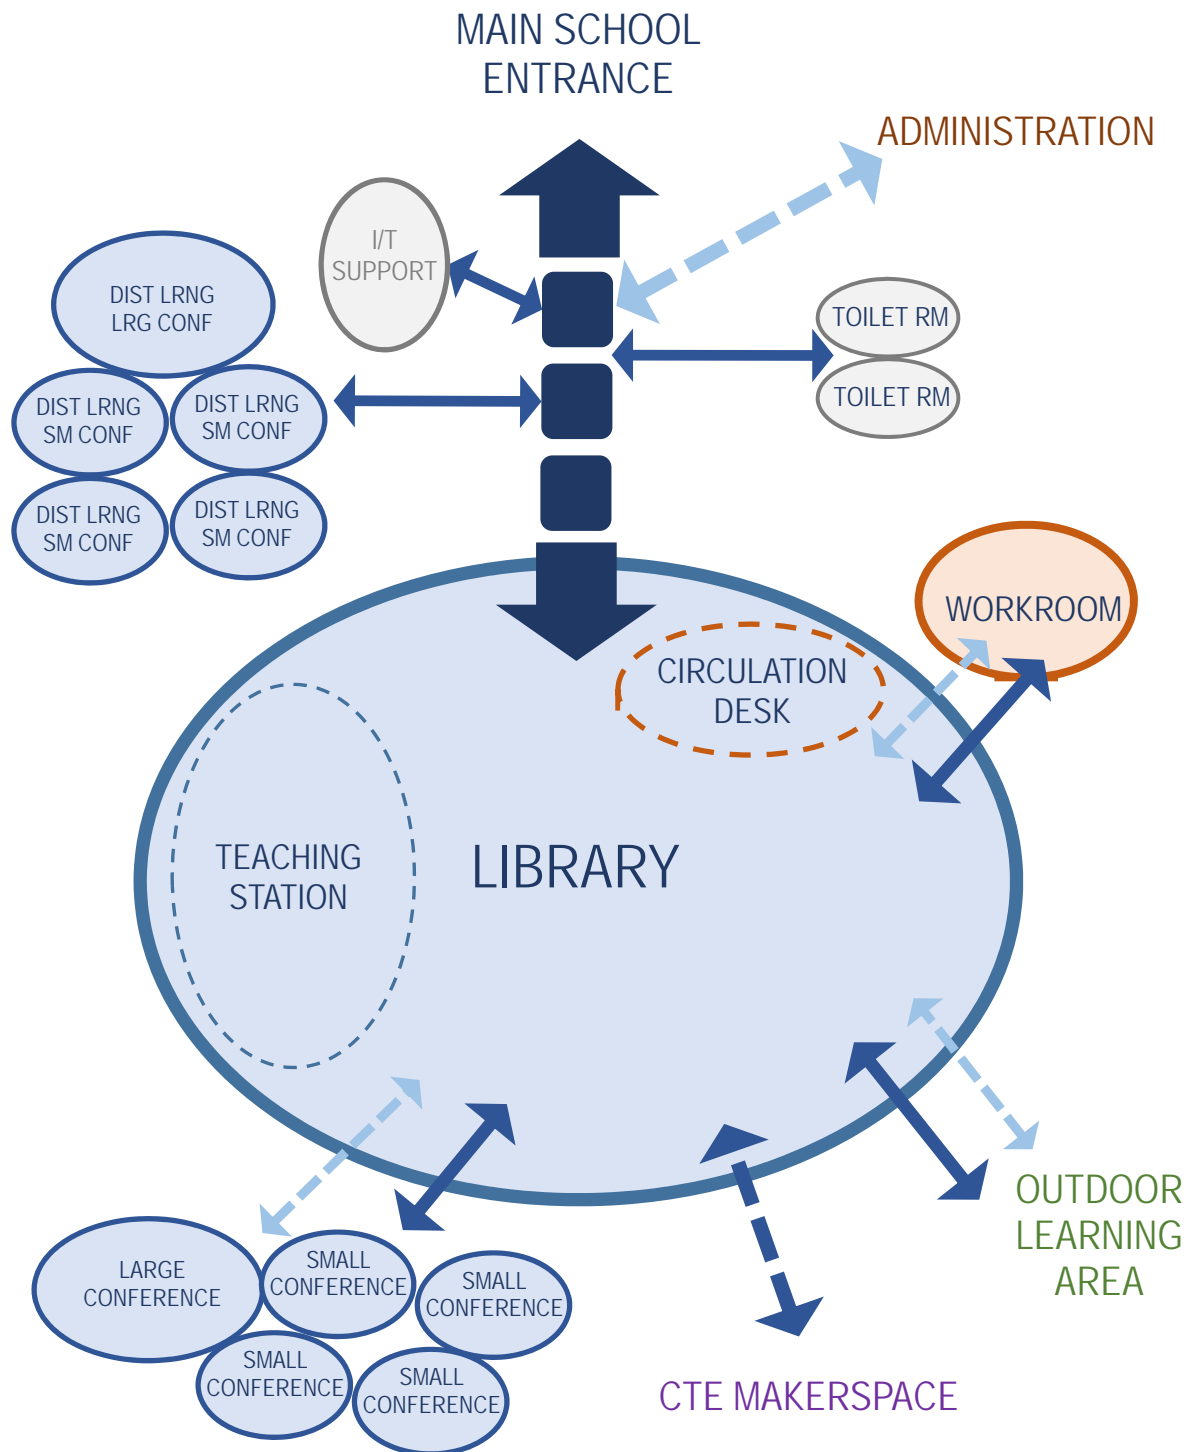 MAIN SCHOOL
ENTRANCE
ADMINISTRATION
I/T
SUPPORT
DIST LRNG
LRG CONF
TOILET RM
TOILET RM
DIST LRNG
SM CONF
DIST LRNG
SM CONF
DIST LRNG
SM CONF
DIST LRNG
SM CONF
WORKROOM
CIRCULATION
DESK
TEACHING
STATION
LIBRARY
OUTDOOR
LEARNING
AREA
LARGE
CONFERENCE
SMALL
CONFERENCE
SMALL
CONFERENCE
SMALL
CONFERENCE
SMALL
CONFERENCE
CTE MAKERSPACE